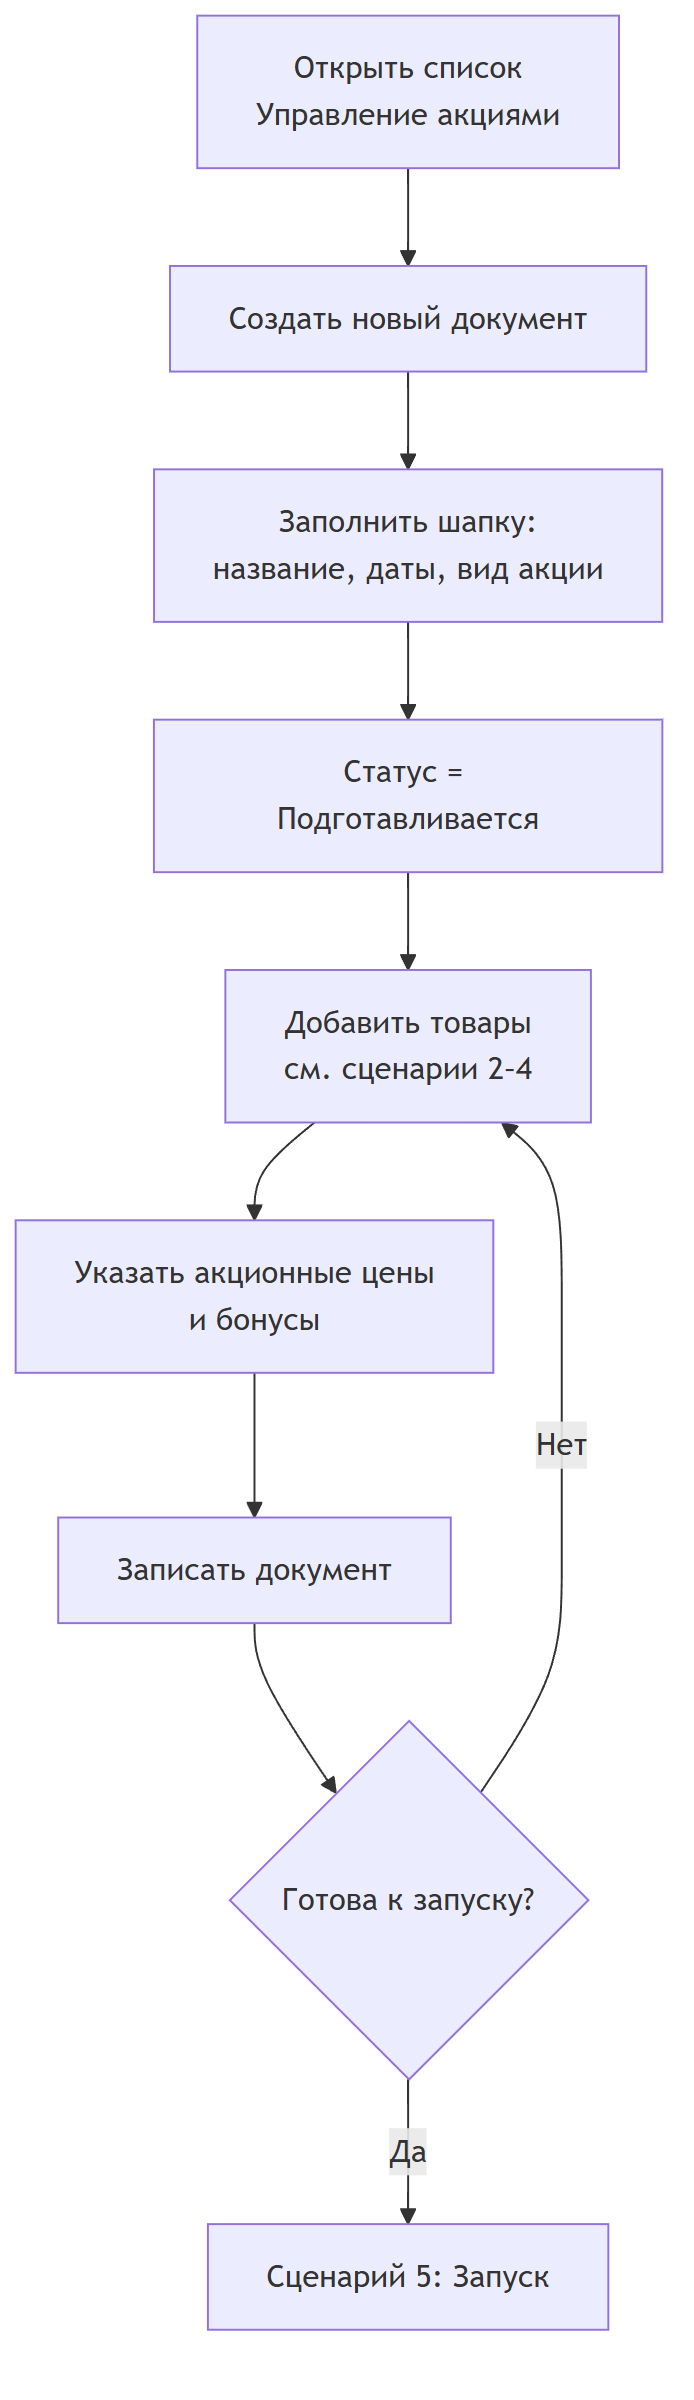 Открыть список
Управление акциями
Создать новый документ
Заполнить шапку:
название, даты, вид акции
Статус =
Подготавливается
Добавить товары
см. сценарии 2-4
Указать акционные цены
и бонусы
Нет
Записать документ
Готова к запуску?
Да
Сценарий 5: Запуск